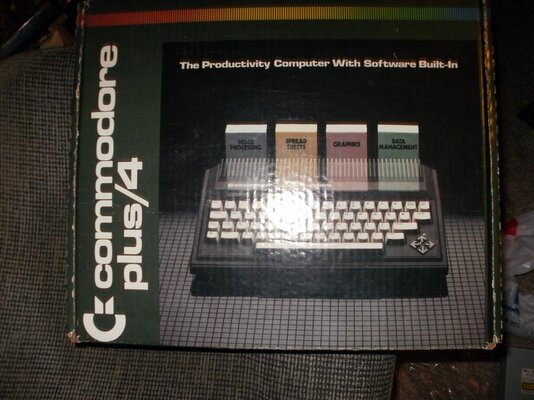 The Productivity Computer With Software Built-In
commodore
plus/4
WORD
PROCESSING
SPREAD
SHEETS
GRAPHICS
DATA
MANAGEMENT